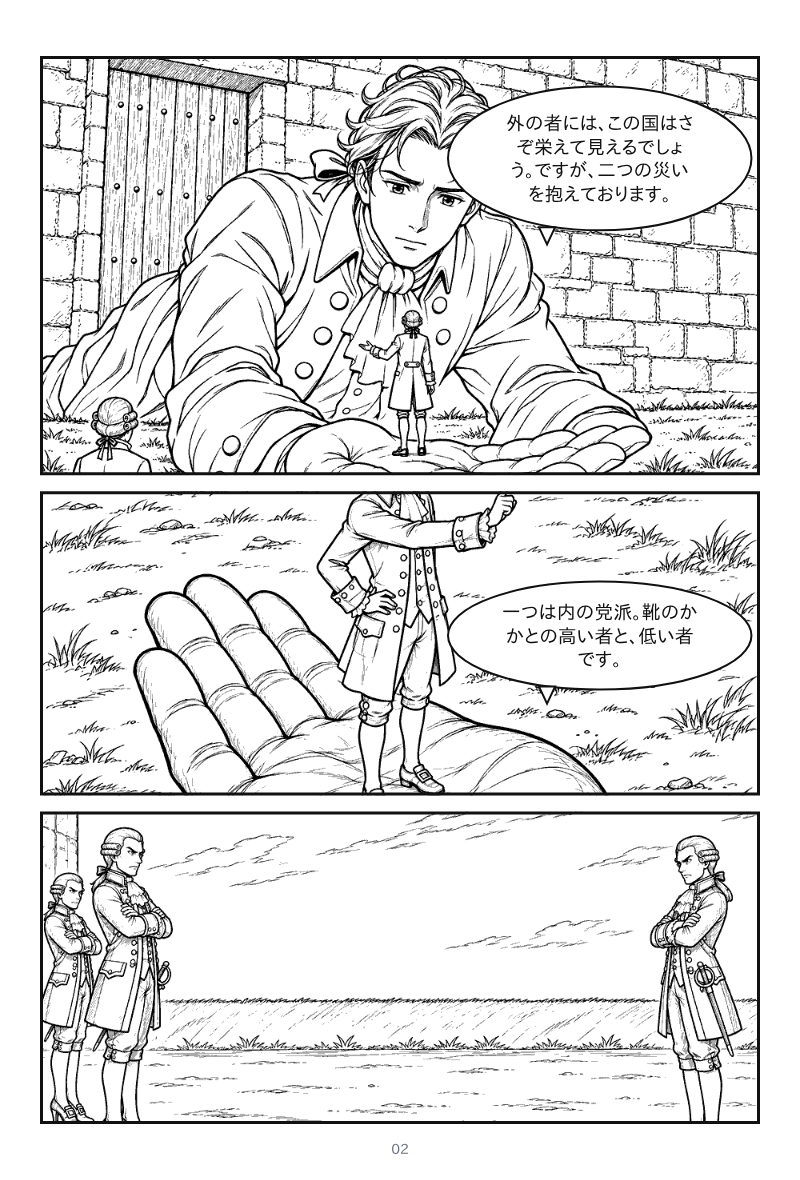 外の者には、この国はさ
ぞ栄えて見えるでしょ
う。ですが、二つの災い
を抱えております。
一つは内の党派。靴のか
かとの高い者と、低い者
です。
02